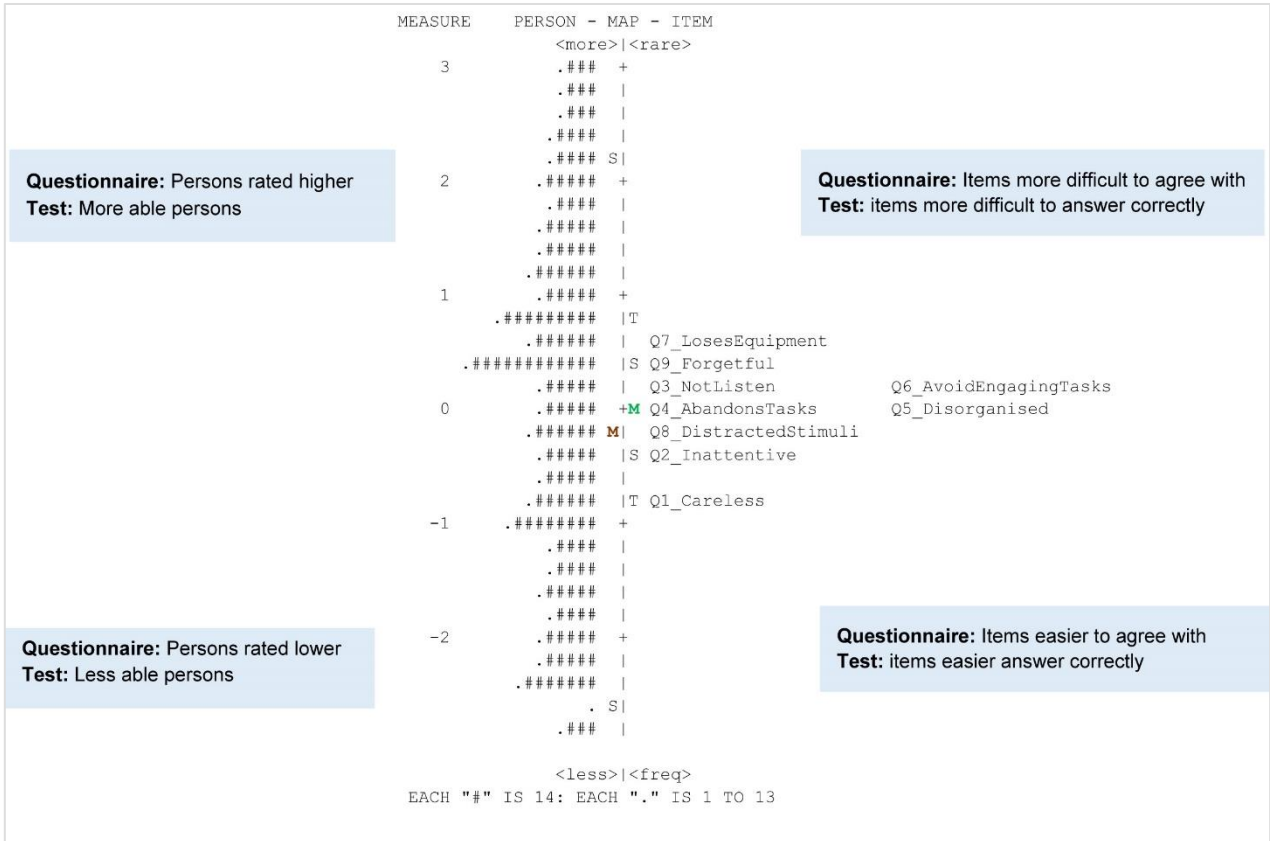 MEASURE PERSON - MAP - ITEM
<more>|<rare>
3 .### +
.### |
.### |
.#### |
.#### S|
Questionnaire: Persons rated higher
Test: More able persons
2 .##### +
Questionnaire: Items more difficult to agree with
Test: items more difficult to answer correctly
.#### |
.##### |
.##### |
.###### |
1 .##### +
.######### |T
.###### | Q7_LosesEquipment
.############ |S Q9_Forgetful
.##### | Q3_NotListen Q6_AvoidEngagingTasks
0 .##### +M Q4_AbandonsTasks Q5_Disorganised
.###### M| Q8_DistractedStimuli
.##### |S Q2_Inattentive
.##### |
.###### |T Q1_Careless
-1 .######## +
.#### |
.#### |
.##### |
.#### |
-2 .##### +
Questionnaire: Persons rated lower
Test: Less able persons
Questionnaire: Items easier to agree with
Test: items easier answer correctly
.##### |
.####### |
. S|
.### |
<less>|<freq>
EACH "#" IS 14: EACH "." IS 1 TO 13